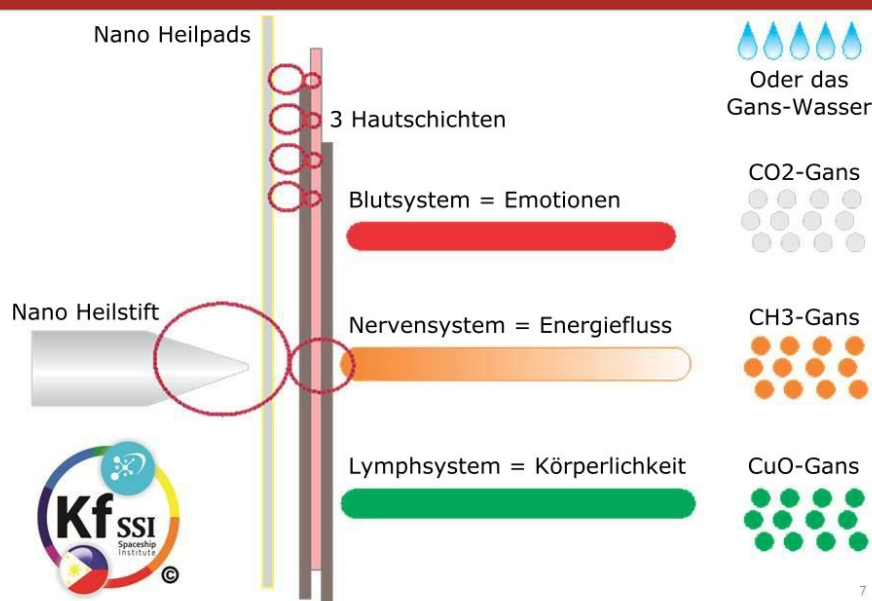 Nano Heilpads
Oder das
Gans-Wasser
3 Hautschichten
CO2-Gans
Blutsystem = Emotionen
Nano Heilstift
Nervensystem = Energiefluss
CH3-Gans
Lymphsystem = Körperlichkeit
CuO-Gans
Kf SSI
Spaceship
Institute
©
7